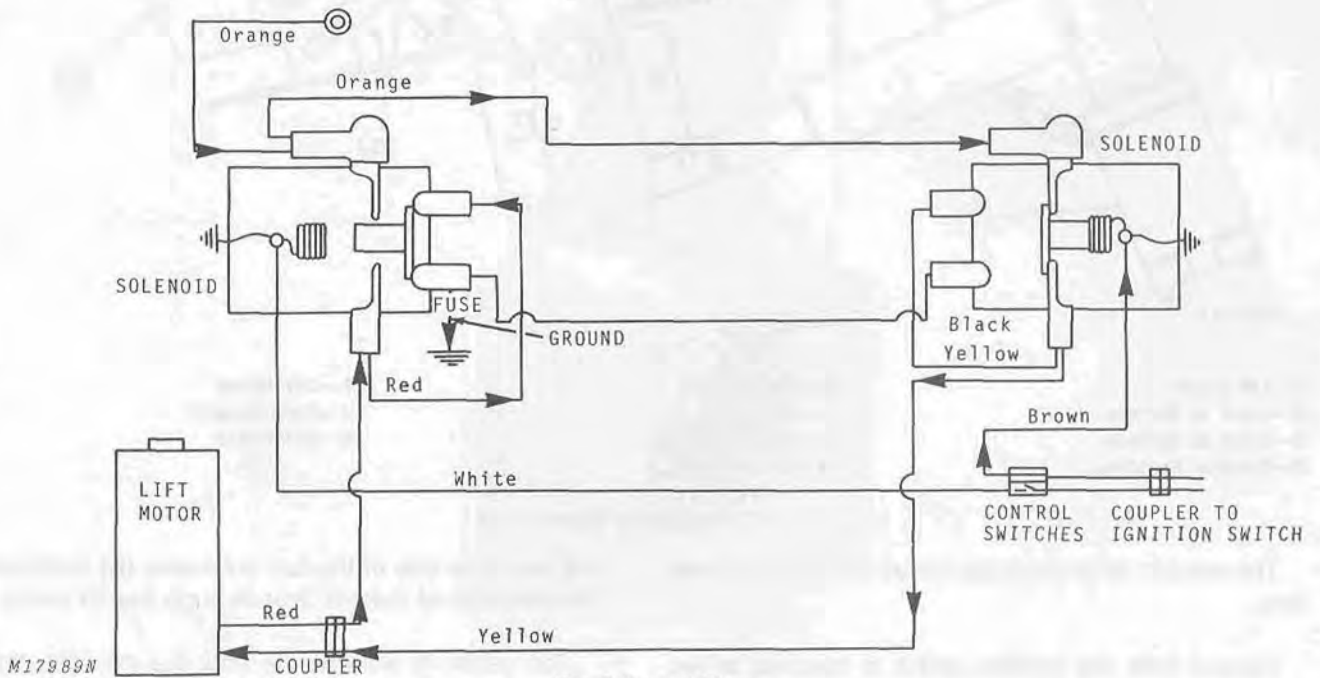 Orange
Orange
SOLENOID
SOLENOID
FUSE
GROUND
Black
Yellow
Red
Brown
White
LIFT
MOTOR
CONTROL
SWITCHES
COUPLER TO
IGNITION SWITCH
Red
Yellow
COUPLER
M17989N